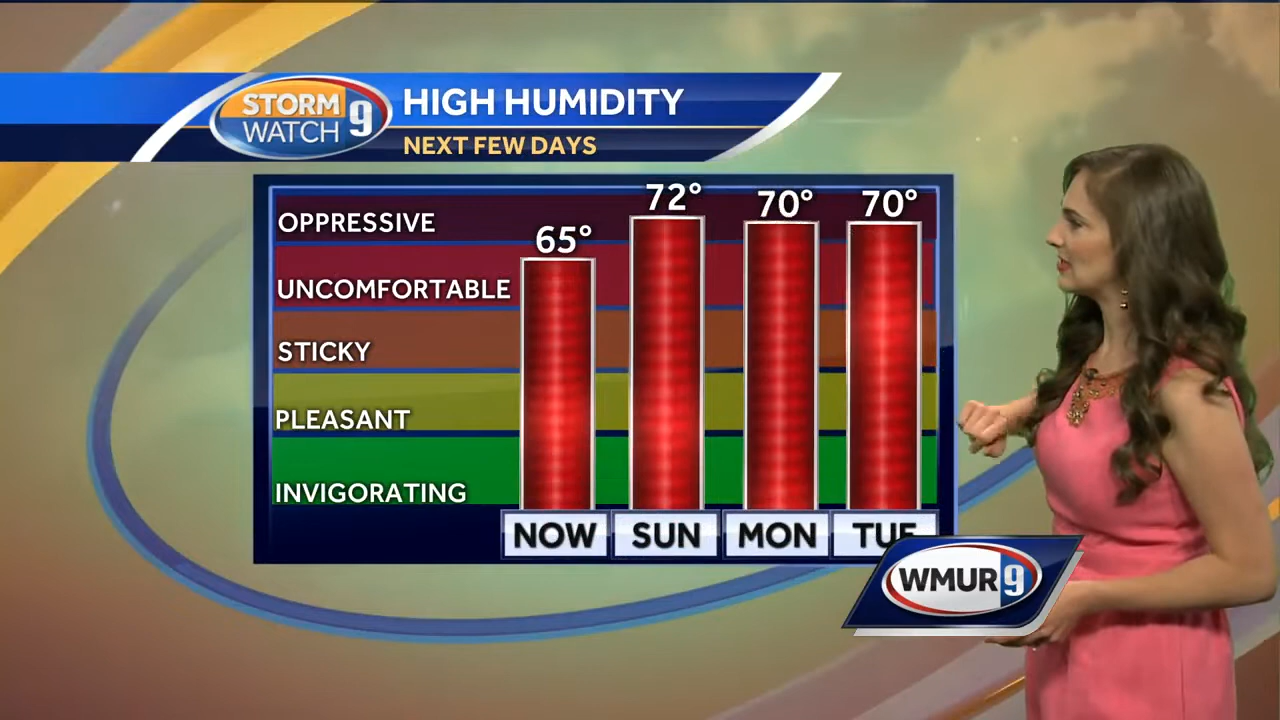 STORM
WATCH 9
HIGH HUMIDITY
NEXT FEW DAYS
OPPRESSIVE
UNCOMFORTABLE
STICKY
PLEASANT
INVIGORATING
65°
72°
70°
70°
NOW
SUN
MON
TUE
WMUR 9